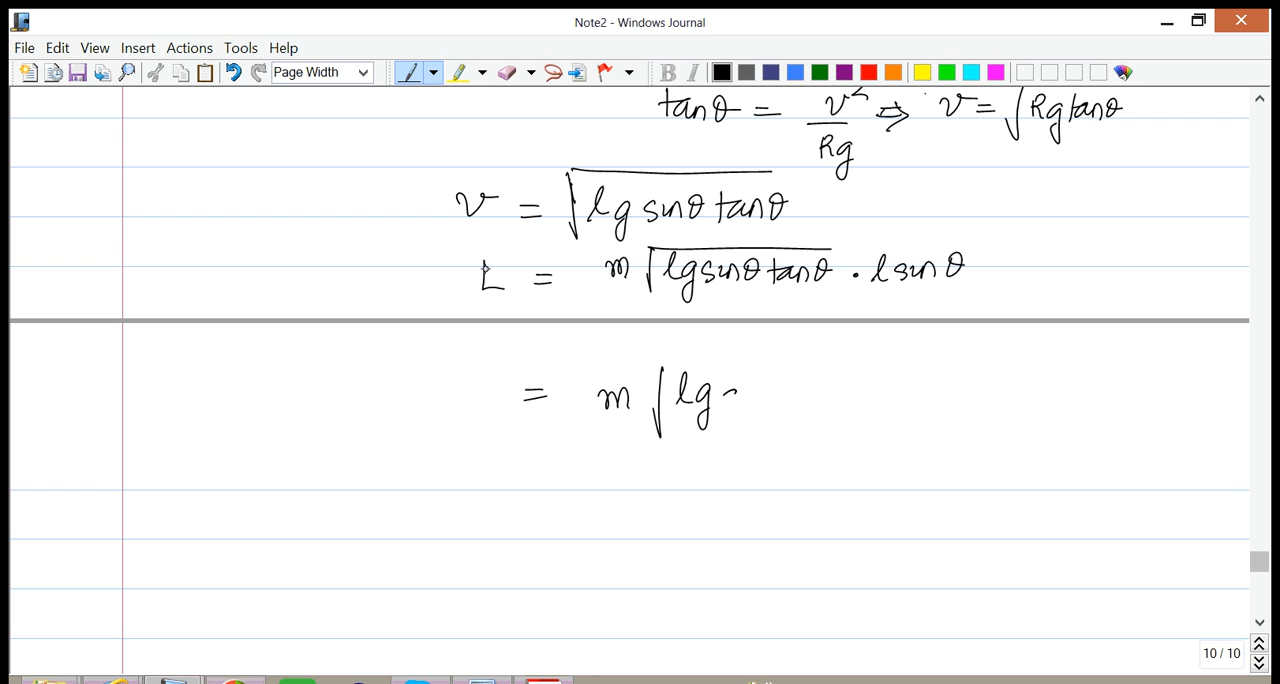 Note2 - Windows Journal
File Edit View Insert Actions Tools Help
Page Width B I
tanθ = v²/Rg ⇒ v = √Rg tanθ
v = √lg sinθ tanθ
L = m √lg sinθ tanθ . l sinθ
= m √lg
10 / 10